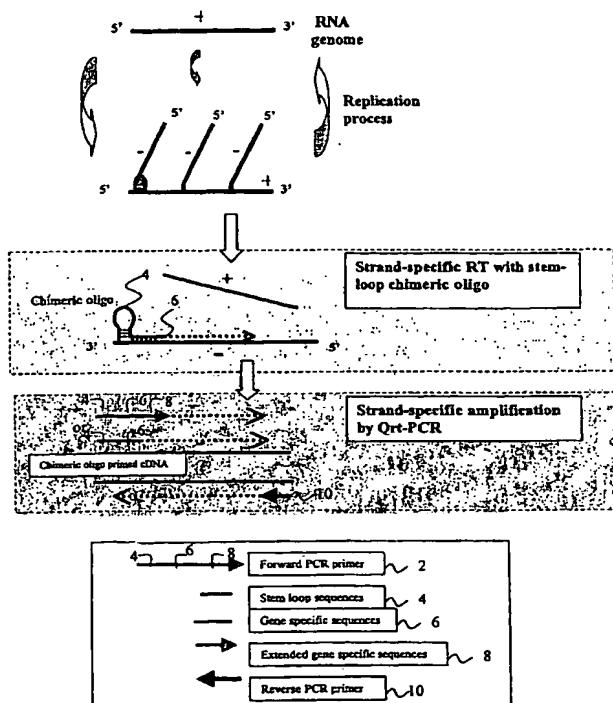 +
5' 3' RNA
genome
Replication
process
5' 5' 5'
- - -
+
5' 3'
4 + Strand-specific RT with stem-
loop chimeric oligo
Chimeric oligo 6
3' - 5'
4 6 8 Strand-specific amplification
by Qrt-PCR
or
Chimeric oligo primed cDNA
10
4 6 8
Forward PCR primer 2
Stem loop sequences 4
Gene specific sequences 6
Extended gene specific sequences 8
Reverse PCR primer 10